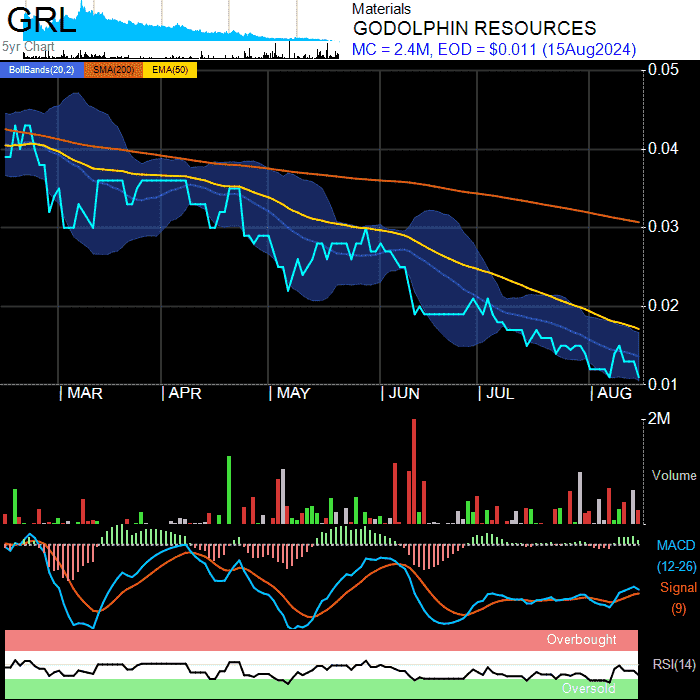 GRL
5yr Chart
Materials
GODOLPHIN RESOURCES
MC = 2.4M, EOD = $0.011 (15Aug2024)
BollBands(20,2) SMA(200) EMA(50)
0.05
0.04
0.03
0.02
0.01
| MAR | APR | MAY | JUN | JUL | AUG
2M
Volume
MACD
(12-26)
Signal
(9)
Overbought
RSI(14)
Oversold